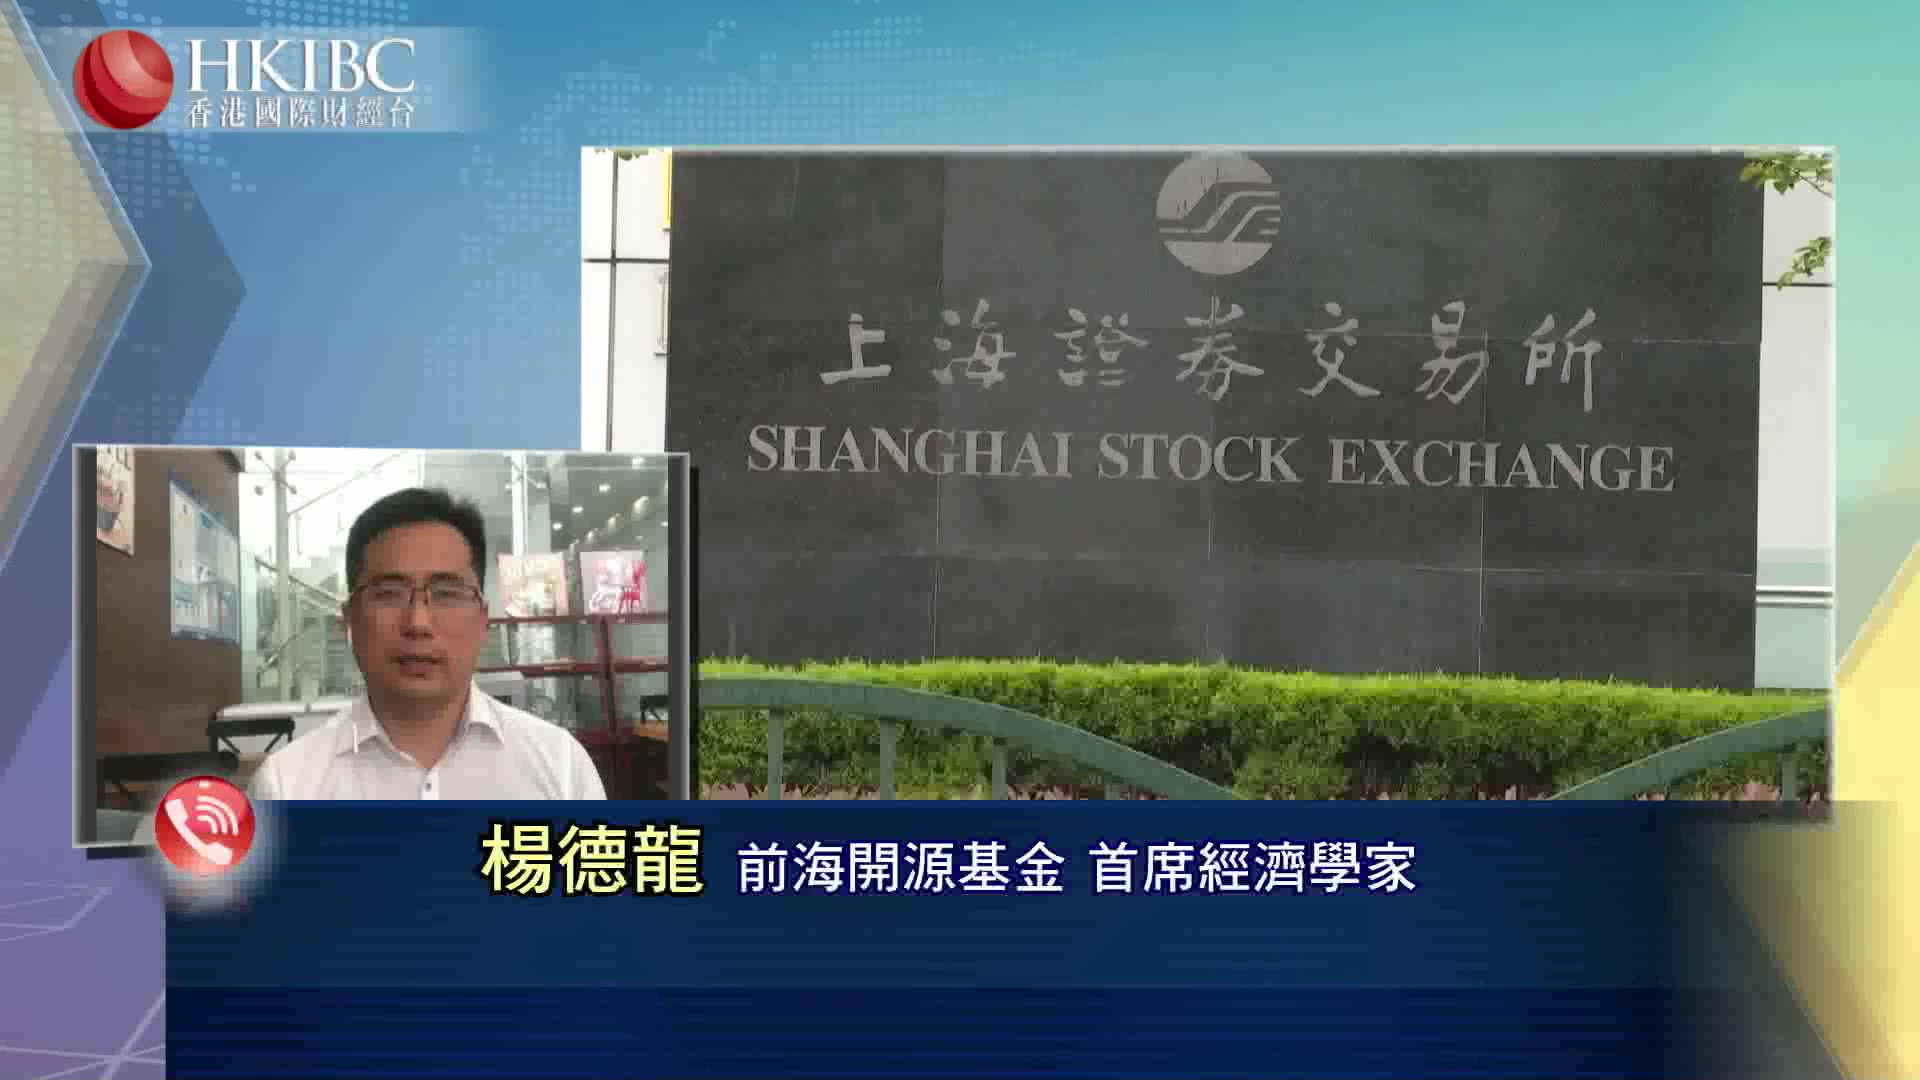 HKIBC
香港國際財經台
上海證券交易所
SHANGHAI STOCK EXCHANGE
楊德龍 前海開源基金 首席經濟學家